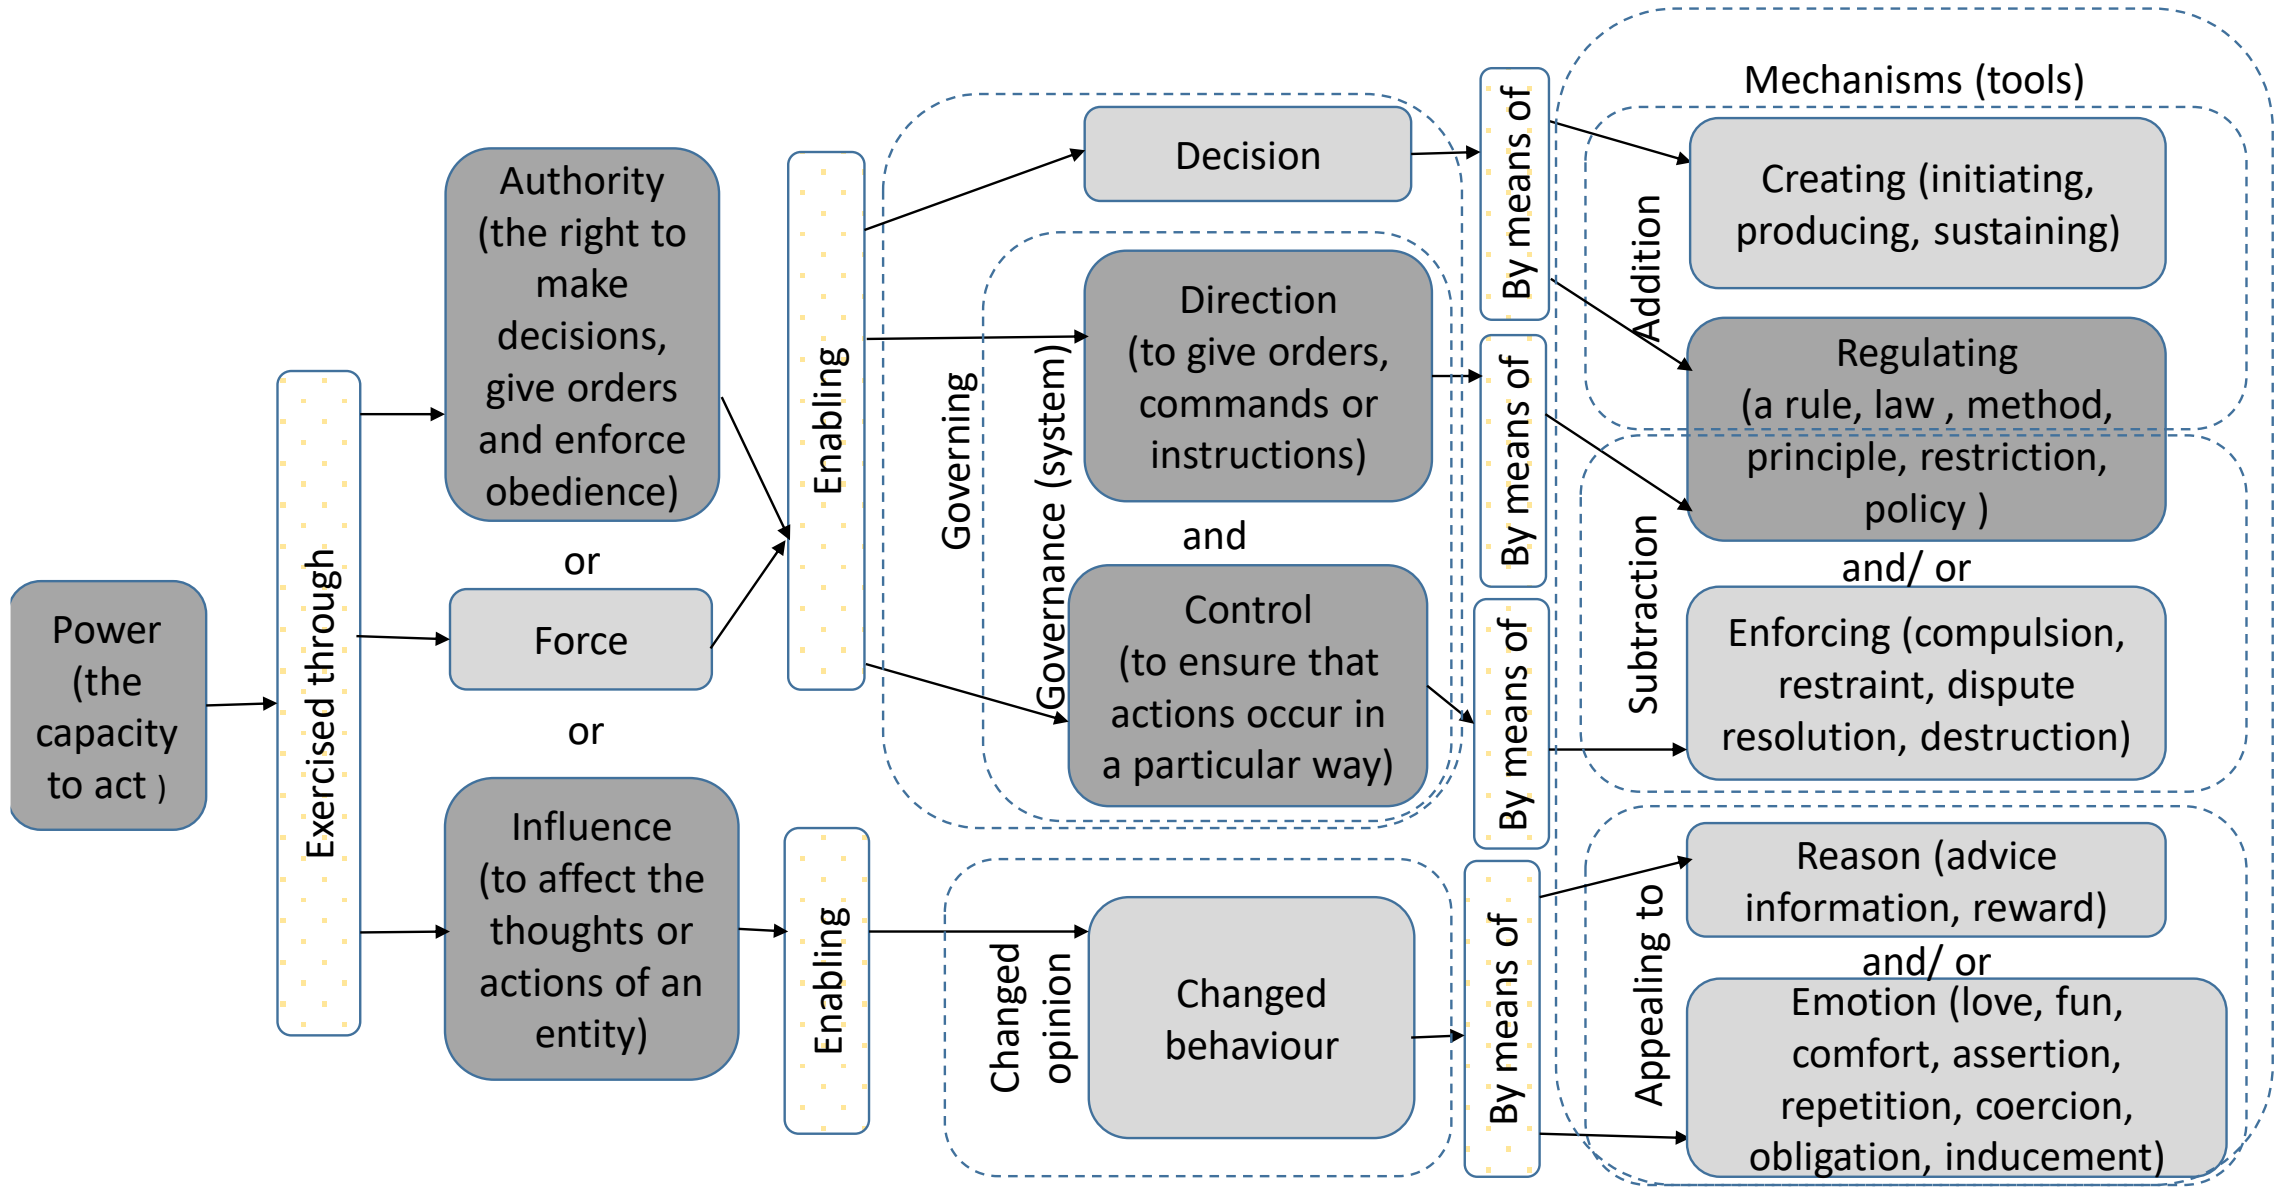 Power
(the
capacity
to act )
Exercised through
Authority
(the right to
make
decisions,
give orders
and enforce
obedience)
or
Force
or
Influence
(to affect the
thoughts or
actions of an
entity)
Enabling
Enabling
Governing
Governance (system)
Decision
Direction
(to give orders,
commands or
instructions)
and
Control
(to ensure that
actions occur in
a particular way)
Changed
opinion
Changed
behaviour
By means of
By means of
By means of
By means of
Mechanisms (tools)
Addition
Creating (initiating,
producing, sustaining)
Regulating
(a rule, law , method,
principle, restriction,
policy )
Subtraction
and/ or
Enforcing (compulsion,
restraint, dispute
resolution, destruction)
Appealing to
Reason (advice
information, reward)
and/ or
Emotion (love, fun,
comfort, assertion,
repetition, coercion,
obligation, inducement)